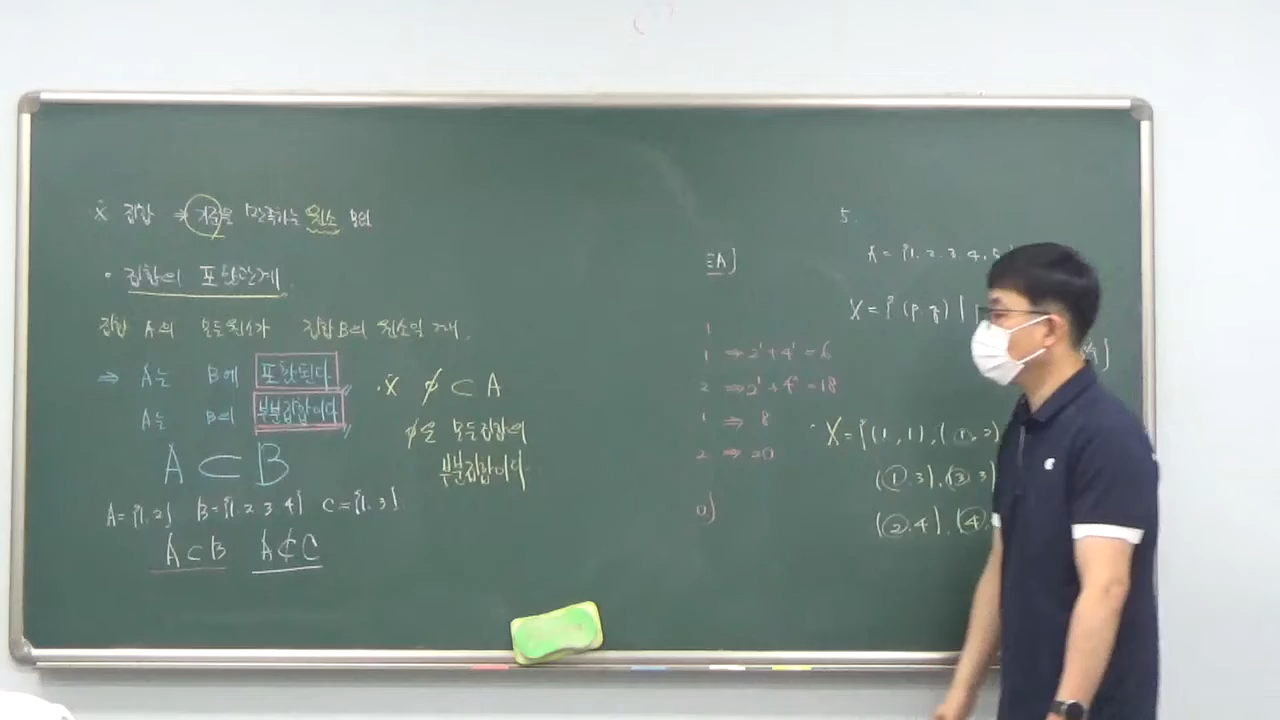 ※ 집합 ⇒ 기준을 만족하는 원소 모임
• 집합의 포함관계
집합 A의 모든원소가 집합B의 원소일 때,
⇒ A는 B에 포함된다
A는 B의 부분집합이다
A ⊂ B
A={1, 2} B={1 2 3 4} C={1, 3}
A ⊂ B A ⊄ C
※ ∅ ⊂ A
∅은 모든집합의
부분집합이다
∃A}
1
1 ⇒ 2¹+4¹=6
2 ⇒ 2¹+4²=18
1 ⇒ 8
2 ⇒ 20
0}
5.
A = {1, 2, 3, 4, 5
X = { (p, q) |
X = {(1, 1), (1, 2)
(1, 3), (3, 3)
(2, 4), (4,